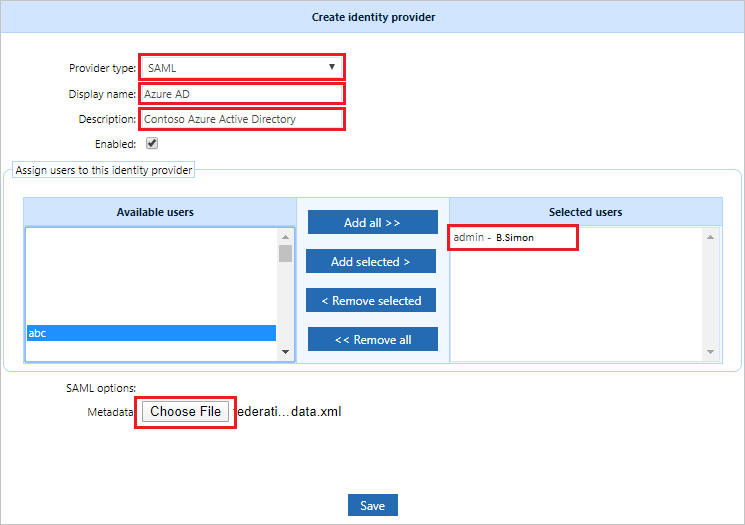 Create identity provider
Provider type: SAML
Display name: Azure AD
Description: Contoso Azure Active Directory
Enabled:
Assign users to this identity provider
Available users
Selected users
Add all >>
admin - B.Simon
Add selected >
< Remove selected
abc
<< Remove all
SAML options:
Metadata Choose File federati...data.xml
Save